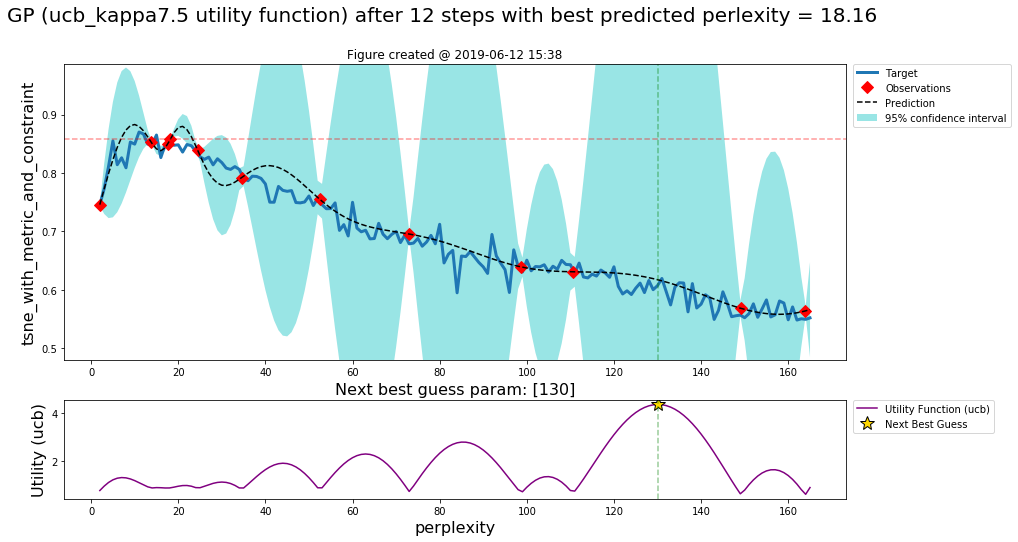 GP (ucb_kappa7.5 utility function) after 12 steps with best predicted perlexity = 18.16
Figure created @ 2019-06-12 15:38
tsne_with_metric_and_constraint
0.9
0.8
0.7
0.6
0.5
0 20 40 60 80 100 120 140 160
Target
Observations
Prediction
95% confidence interval
Next best guess param: [130]
Utility (ucb)
4
2
0 20 40 60 80 100 120 140 160
perplexity
Utility Function (ucb)
Next Best Guess